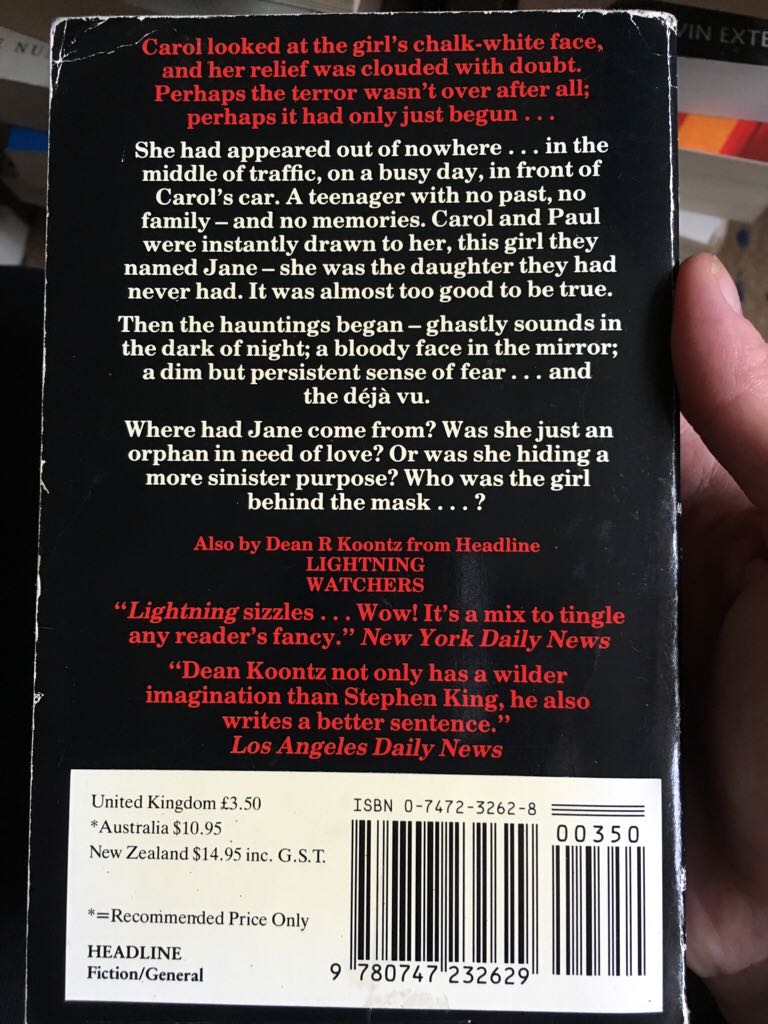 Carol looked at the girl's chalk-white face,
and her relief was clouded with doubt.
Perhaps the terror wasn't over after all;
perhaps it had only just begun . . .
She had appeared out of nowhere . . . in the
middle of traffic, on a busy day, in front of
Carol's car. A teenager with no past, no
family – and no memories. Carol and Paul
were instantly drawn to her, this girl they
named Jane – she was the daughter they had
never had. It was almost too good to be true.
Then the hauntings began – ghastly sounds in
the dark of night; a bloody face in the mirror;
a dim but persistent sense of fear . . . and
the déjà vu.
Where had Jane come from? Was she just an
orphan in need of love? Or was she hiding a
more sinister purpose? Who was the girl
behind the mask . . . ?
Also by Dean R Koontz from Headline
LIGHTNING
WATCHERS
“Lightning sizzles . . . Wow! It's a mix to tingle
any reader's fancy.” New York Daily News
“Dean Koontz not only has a wilder
imagination than Stephen King, he also
writes a better sentence.”
Los Angeles Daily News
United Kingdom £3.50
*Australia $10.95
New Zealand $14.95 inc. G.S.T.
*=Recommended Price Only
HEADLINE
Fiction/General
ISBN 0-7472-3262-8
00350
9 780747 232629